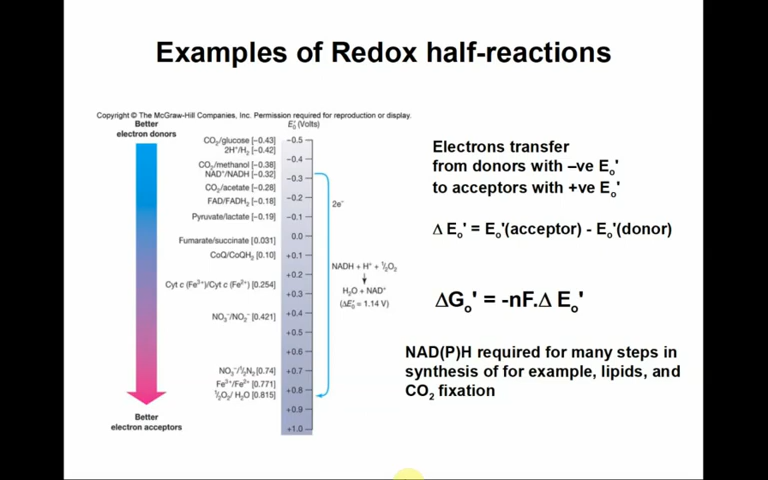 Examples of Redox half-reactions
Copyright © The McGraw-Hill Companies, Inc. Permission required for reproduction or display.
Better
electron donors
E₀′ (Volts)
CO₂/glucose [−0.43]
2H⁺/H₂ [−0.42]
CO₂/methanol [−0.38]
NAD⁺/NADH [−0.32]
CO₂/acetate [−0.28]
FAD/FADH₂ [−0.18]
Pyruvate/lactate [−0.19]
Fumarate/succinate [0.031]
CoQ/CoQH₂ [0.10]
Cyt c (Fe³⁺)/Cyt c (Fe²⁺) [0.254]
NO₃⁻/NO₂⁻ [0.421]
NO₃⁻/½N₂ [0.74]
Fe³⁺/Fe²⁺ [0.771]
½O₂/ H₂O [0.815]
Better
electron acceptors
−0.5
−0.4
−0.3
−0.2
−0.1
0.0
+0.1
+0.2
+0.3
+0.4
+0.5
+0.6
+0.7
+0.8
+0.9
+1.0
2e⁻
NADH + H⁺ + ½O₂
H₂O + NAD⁺
(ΔE₀′ = 1.14 V)
Electrons transfer
from donors with –ve Eₒ'
to acceptors with +ve Eₒ'
Δ Eₒ' = Eₒ'(acceptor) - Eₒ'(donor)
ΔGₒ' = -nF.Δ Eₒ'
NAD(P)H required for many steps in
synthesis of for example, lipids, and
CO₂ fixation